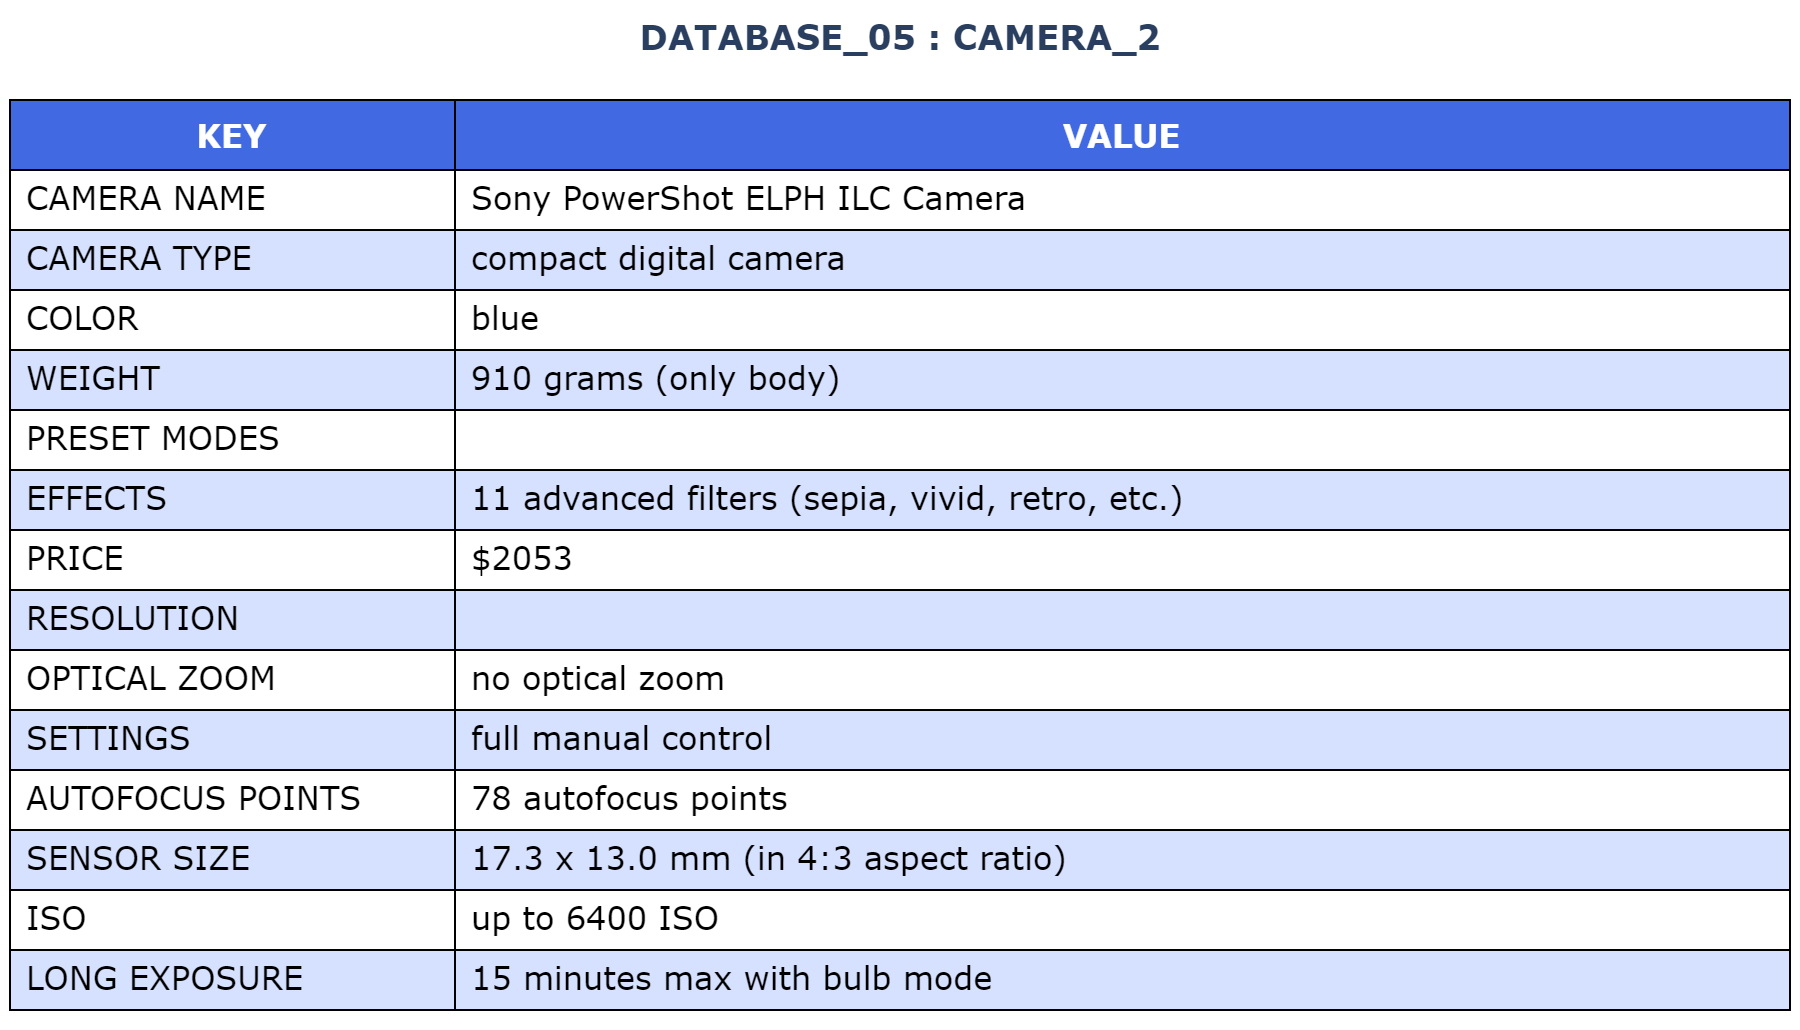 DATABASE_05 : CAMERA_2
KEY VALUE
CAMERA NAME Sony PowerShot ELPH ILC Camera
CAMERA TYPE compact digital camera
COLOR blue
WEIGHT 910 grams (only body)
PRESET MODES
EFFECTS 11 advanced filters (sepia, vivid, retro, etc.)
PRICE $2053
RESOLUTION
OPTICAL ZOOM no optical zoom
SETTINGS full manual control
AUTOFOCUS POINTS 78 autofocus points
SENSOR SIZE 17.3 x 13.0 mm (in 4:3 aspect ratio)
ISO up to 6400 ISO
LONG EXPOSURE 15 minutes max with bulb mode